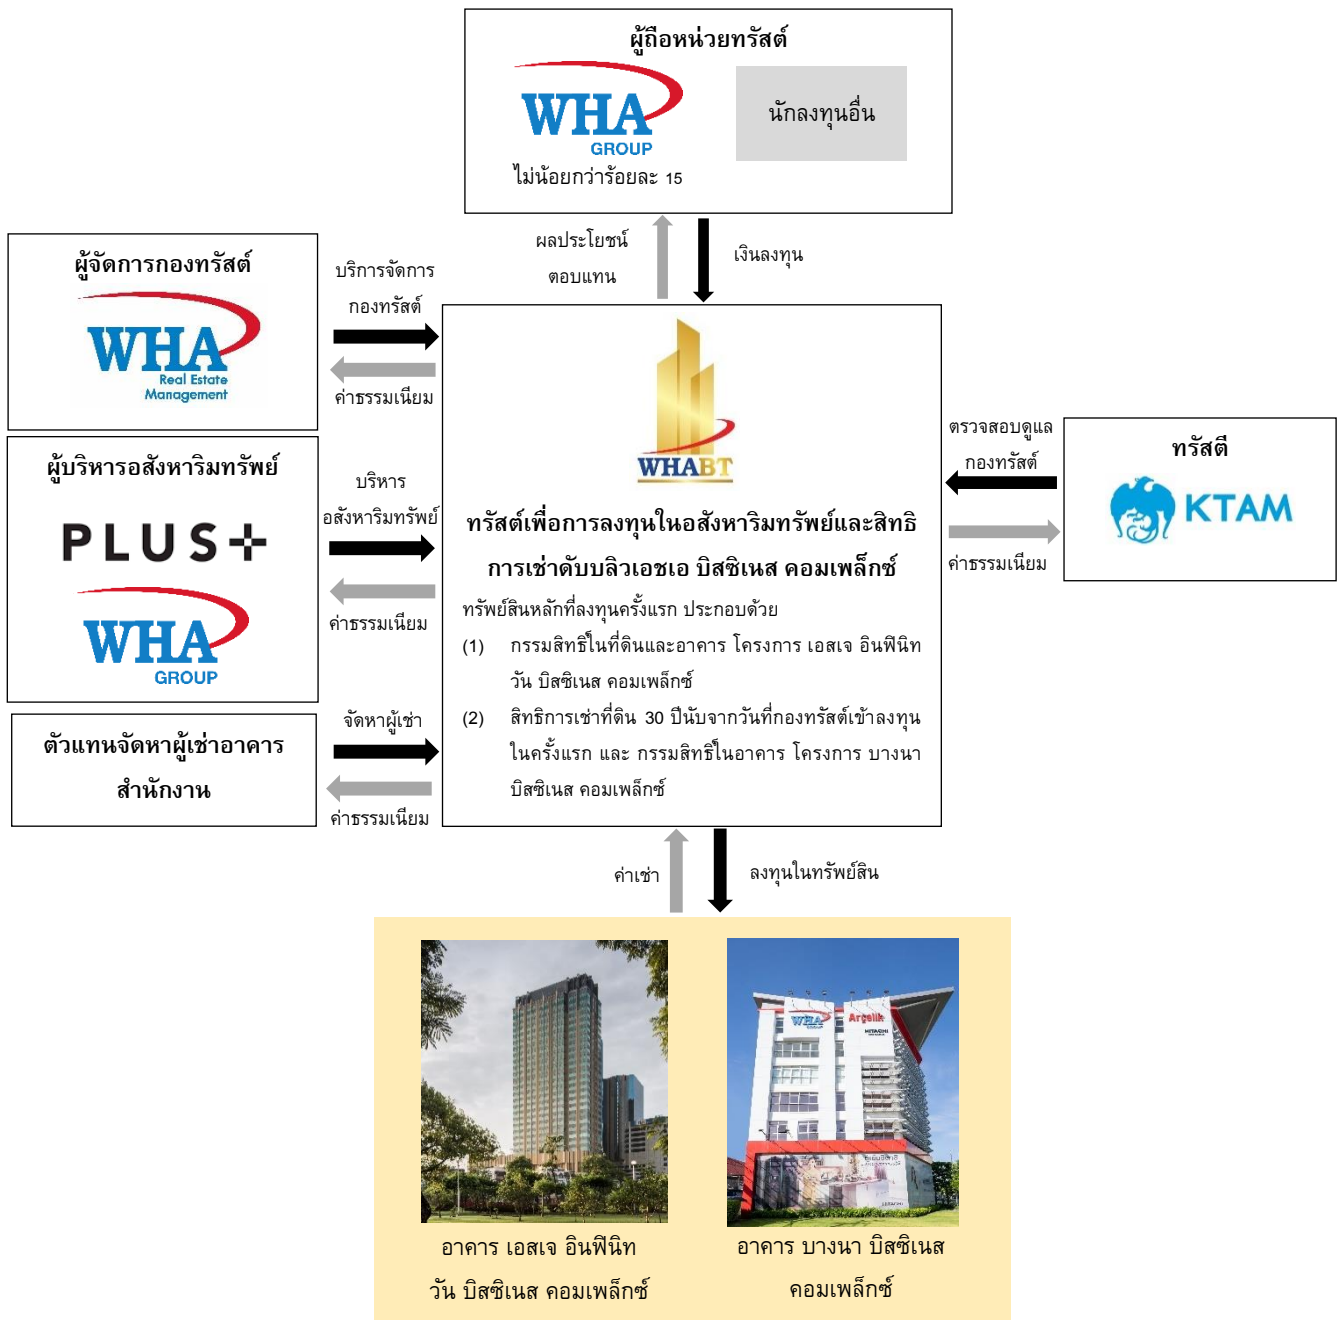 ผู้ถือหน่วยทรัสต์
WHA
GROUP
ไม่น้อยกว่าร้อยละ 15
นักลงทุนอื่น
ผลประโยชน์
ตอบแทน
เงินลงทุน
ผู้จัดการกองทรัสต์
WHA
Real Estate
Management
บริการจัดการ
กองทรัสต์
ค่าธรรมเนียม
ผู้บริหารอสังหาริมทรัพย์
PLUS+
WHA
GROUP
บริหาร
อสังหาริมทรัพย์
ค่าธรรมเนียม
ตัวแทนจัดหาผู้เช่าอาคาร
สำนักงาน
จัดหาผู้เช่า
ค่าธรรมเนียม
WHABT
ทรัสต์เพื่อการลงทุนในอสังหาริมทรัพย์และสิทธิ
การเช่าดับบลิวเอชเอ บิสซิเนส คอมเพล็กซ์
ทรัพย์สินหลักที่ลงทุนครั้งแรก ประกอบด้วย
(1) กรรมสิทธิ์ในที่ดินและอาคาร โครงการ เอสเจ อินฟินิท
วัน บิสซิเนส คอมเพล็กซ์
(2) สิทธิการเช่าที่ดิน 30 ปีนับจากวันที่กองทรัสต์เข้าลงทุน
ในครั้งแรก และ กรรมสิทธิ์ในอาคาร โครงการ บางนา
บิสซิเนส คอมเพล็กซ์
ตรวจสอบดูแล
กองทรัสต์
ค่าธรรมเนียม
ทรัสตี
KTAM
ค่าเช่า
ลงทุนในทรัพย์สิน
WHA
GROUP
Arçelik
HITACHI
อาคาร เอสเจ อินฟินิท
วัน บิสซิเนส คอมเพล็กซ์
อาคาร บางนา บิสซิเนส
คอมเพล็กซ์